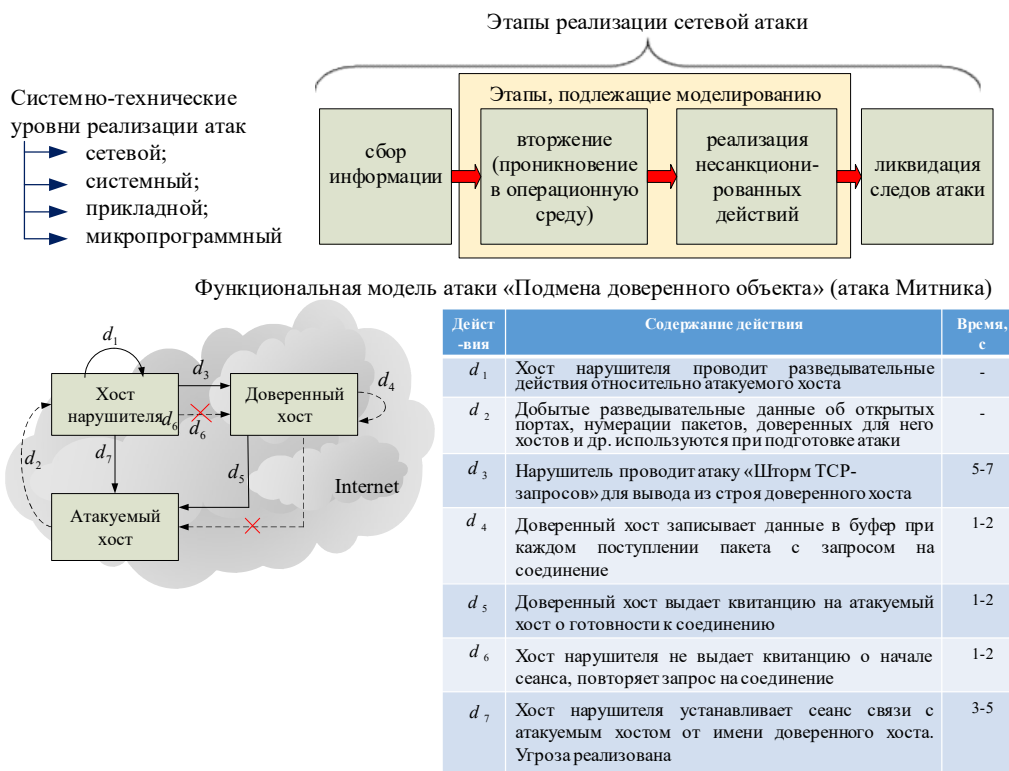 Этапы реализации сетевой атаки
Системно-технические
уровни реализации атак
сетевой;
системный;
прикладной;
микропрограммный
Этапы, подлежащие моделированию
сбор
информации
вторжение
(проникновение
в операционную
среду)
реализация
несанкциони-
рованных
действий
ликвидация
следов атаки
Функциональная модель атаки «Подмена доверенного объекта» (атака Митника)
d1
Хост
нарушителя
d3
Доверенный
хост
d4
d6
d6
d2
d7
d5
Internet
Атакуемый
хост
Дейст
-вия
Содержание действия
Время,
с
d 1
Хост нарушителя проводит разведывательные
действия относительно атакуемого хоста
-
d 2
Добытые разведывательные данные об открытых
портах, нумерации пакетов, доверенных для него
хостов и др. используются при подготовке атаки
-
d 3
Нарушитель проводит атаку «Шторм TCP-
запросов» для вывода из строя доверенного хоста
5-7
d 4
Доверенный хост записывает данные в буфер при
каждом поступлении пакета с запросом на
соединение
1-2
d 5
Доверенный хост выдает квитанцию на атакуемый
хост о готовности к соединению
1-2
d 6
Хост нарушителя не выдает квитанцию о начале
сеанса, повторяет запрос на соединение
1-2
d 7
Хост нарушителя устанавливает сеанс связи с
атакуемым хостом от имени доверенного хоста.
Угроза реализована
3-5